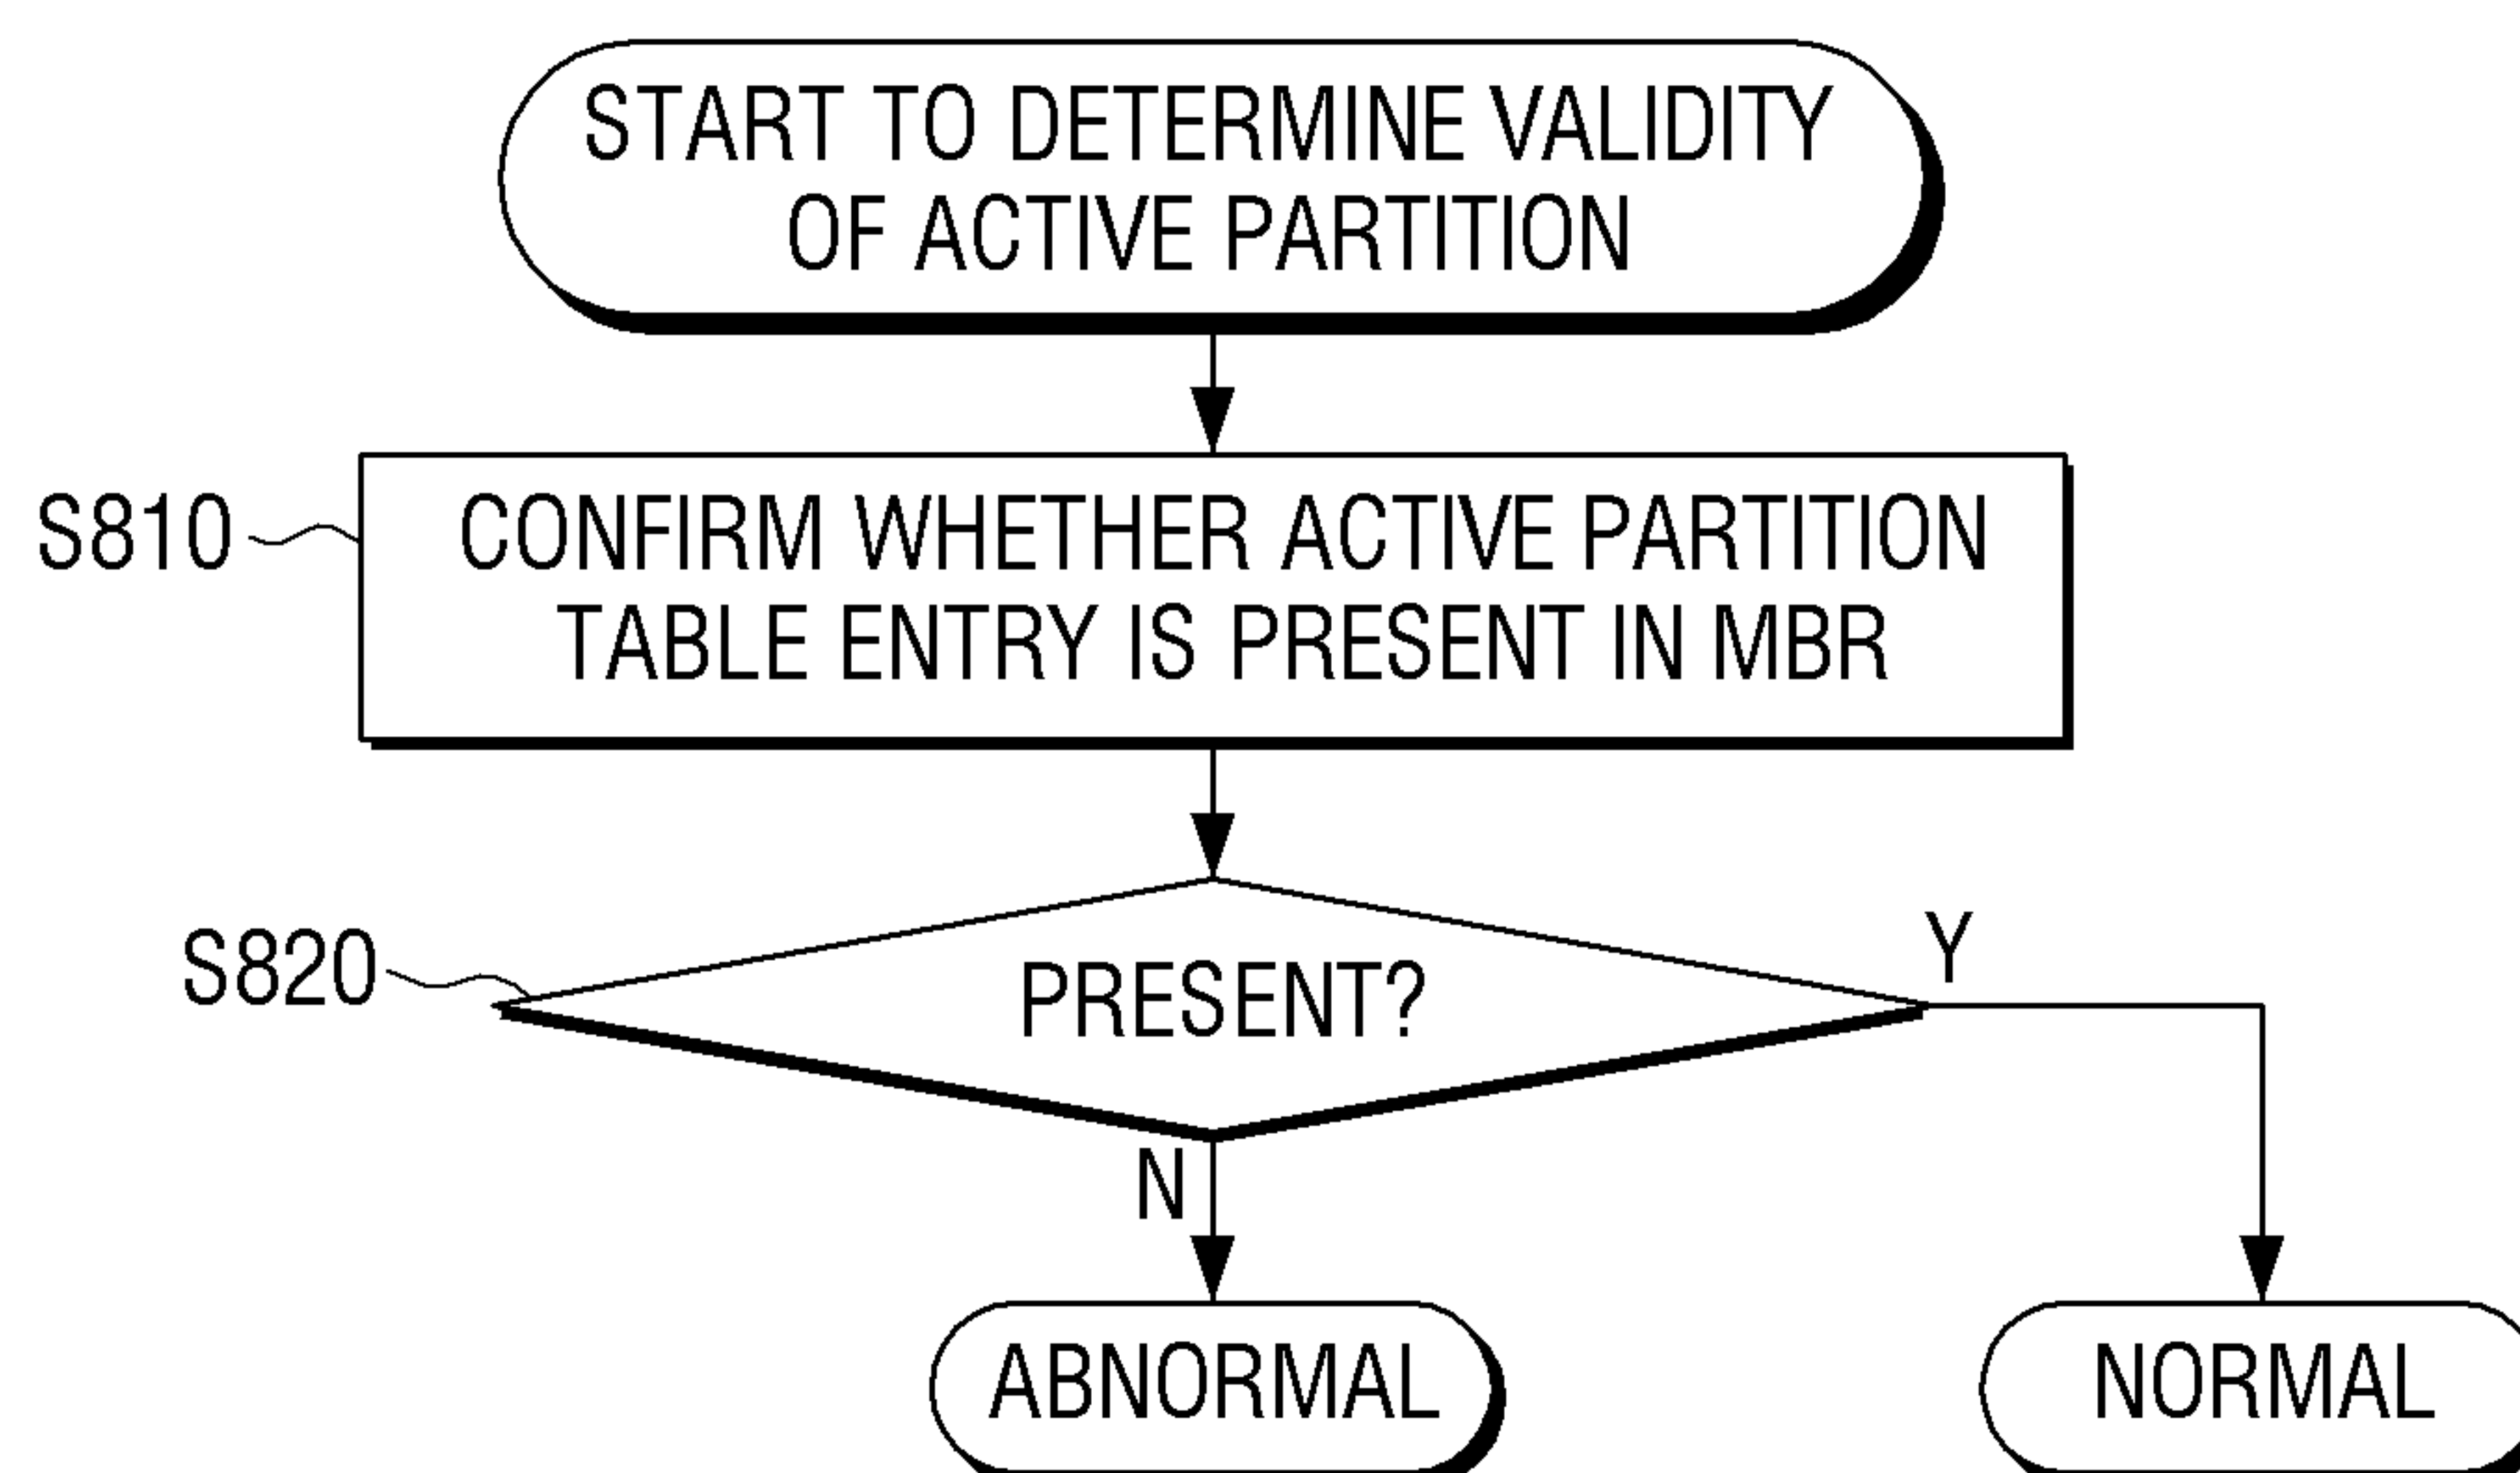 START TO DETERMINE VALIDITY
OF ACTIVE PARTITION
S810
CONFIRM WHETHER ACTIVE PARTITION
TABLE ENTRY IS PRESENT IN MBR
S820
PRESENT?
Y
N
ABNORMAL
NORMAL